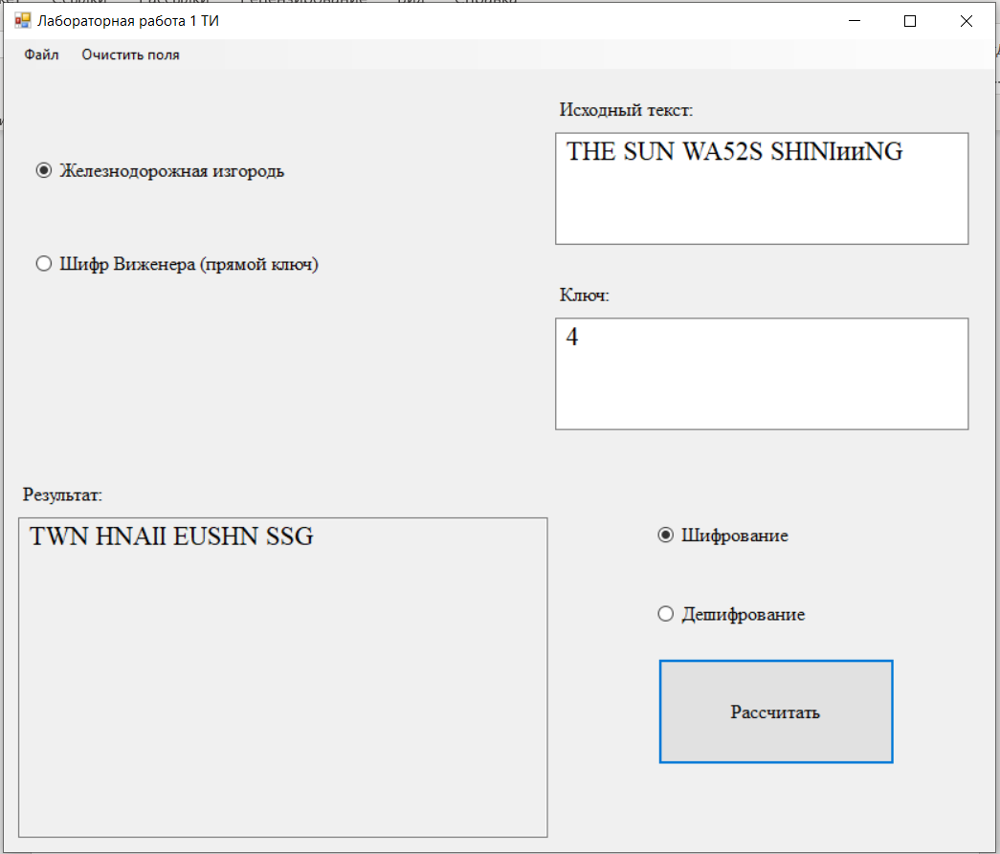 Лабораторная работа 1 ТИ
Файл Очистить поля
Исходный текст:
THE SUN WA52S SHINIииNG
Железнодорожная изгородь
Шифр Виженера (прямой ключ)
Ключ:
4
Результат:
TWN HNAII EUSHN SSG
Шифрование
Дешифрование
Рассчитать